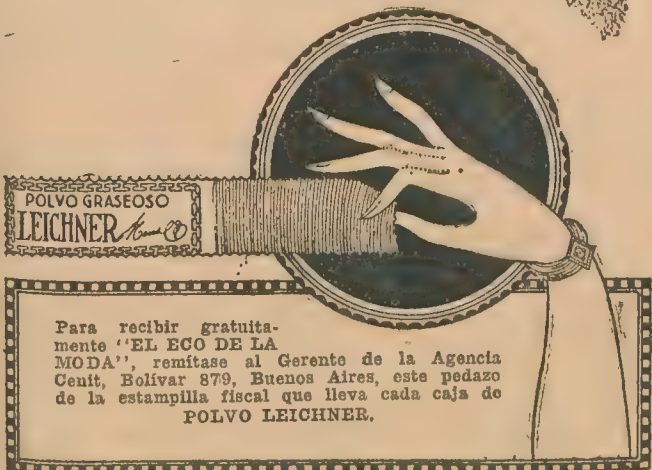 POLVO GRASEOSO
LEICHNER
Para recibir gratuita-
mente "EL ECO DE LA
MODA", remítase al Gerente de la Agencia
Cenit, Bolívar 879, Buenos Aires, este pedazo
de la estampilla fiscal que lleva cada caja de
POLVO LEICHNER.